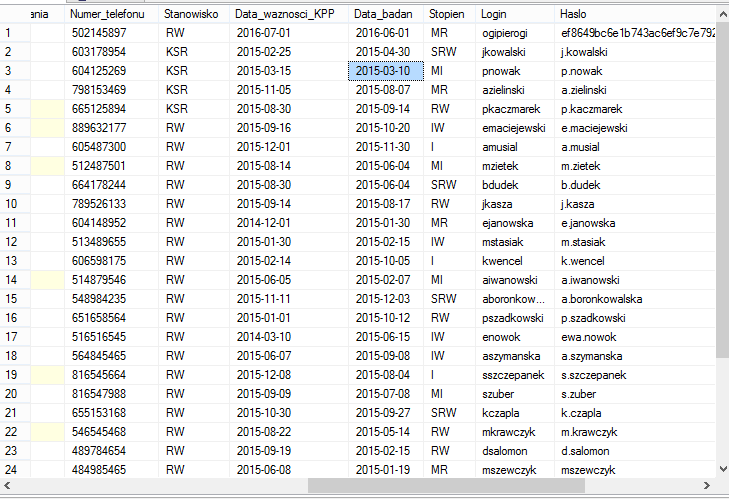 ania Numer_telefonu Stanowisko Data_waznosci_KPP Data_badan Stopien Login Haslo
1 502145897 RW 2016-07-01 2016-06-01 MR ogipierogi ef8649bc6e1b743ac6ef9c7e792
2 603178954 KSR 2015-02-25 2015-04-30 SRW jkowalski j.kowalski
3 604125269 KSR 2015-03-15 2015-03-10 MI pnowak p.nowak
4 798153469 KSR 2015-11-05 2015-08-07 MR azielinski a.zielinski
5 665125894 KSR 2015-08-30 2015-09-14 RW pkaczmarek p.kaczmarek
6 889632177 RW 2015-09-16 2015-10-20 IW emaciejewski e.maciejewski
7 605487300 RW 2015-12-01 2015-11-30 I amusial a.musial
8 512487501 RW 2015-08-14 2015-06-04 MI mzietek m.zietek
9 664178244 RW 2015-08-30 2015-06-04 SRW bdudek b.dudek
10 789526133 RW 2015-09-14 2015-08-17 RW jkasza j.kasza
11 604148952 RW 2014-12-01 2015-01-30 MR ejanowska e.janowska
12 513489655 RW 2015-01-30 2015-02-15 IW mstasiak m.stasiak
13 606598175 RW 2015-02-14 2015-10-05 I kwencel k.wencel
14 514879546 RW 2015-06-05 2015-02-07 MI aiwanowski a.iwanowski
15 548984235 RW 2015-11-11 2015-12-03 SRW aboronkow... a.boronkowalska
16 651658564 RW 2015-01-01 2015-10-12 RW pszadkowski p.szadkowski
17 516516545 RW 2014-03-10 2015-06-15 IW enowok ewa.nowok
18 564845465 RW 2015-06-07 2015-09-08 IW aszymanska a.szymanska
19 816545664 RW 2015-12-08 2015-08-04 I sszczepanek s.szczepanek
20 816547988 RW 2015-09-09 2015-07-08 MI szuber s.zuber
21 655153168 RW 2015-10-30 2015-09-27 SRW kczapla k.czapla
22 546545468 RW 2015-08-22 2015-05-14 RW mkrawczyk m.krawczyk
23 489784654 RW 2015-09-19 2015-02-15 RW dsalomon d.salomon
24 484985465 RW 2015-06-08 2015-01-19 MR mszewczyk mszewczyk